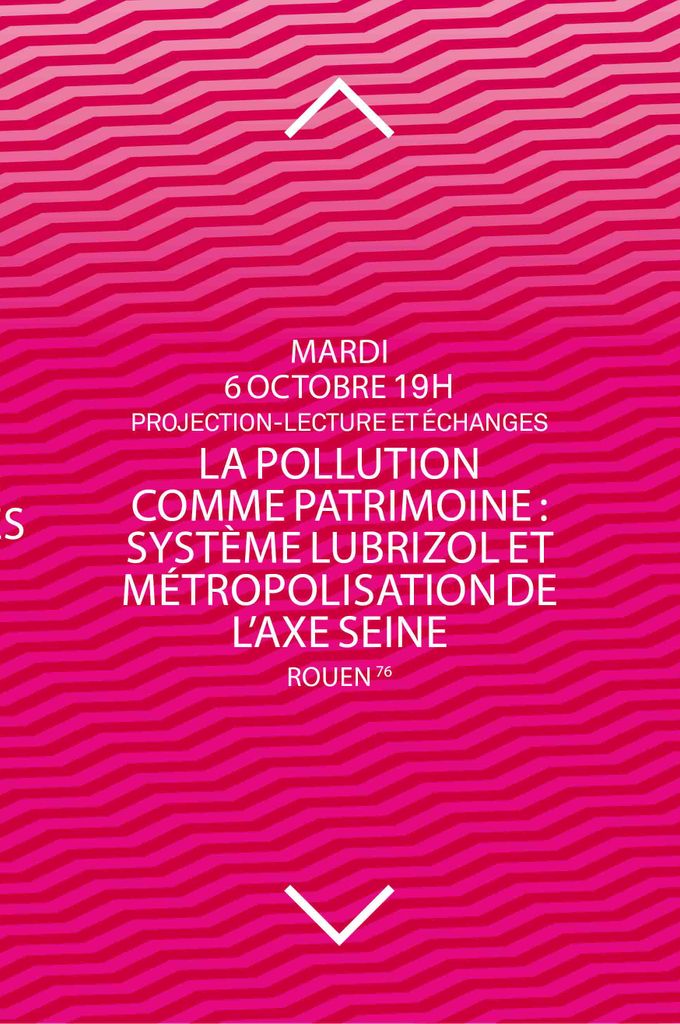 MARDI
6 OCTOBRE 19H
PROJECTION-LECTURE ET ÉCHANGES
LA POLLUTION
COMME PATRIMOINE :
SYSTÈME LUBRIZOL ET
MÉTROPOLISATION DE
L’AXE SEINE
ROUEN 76